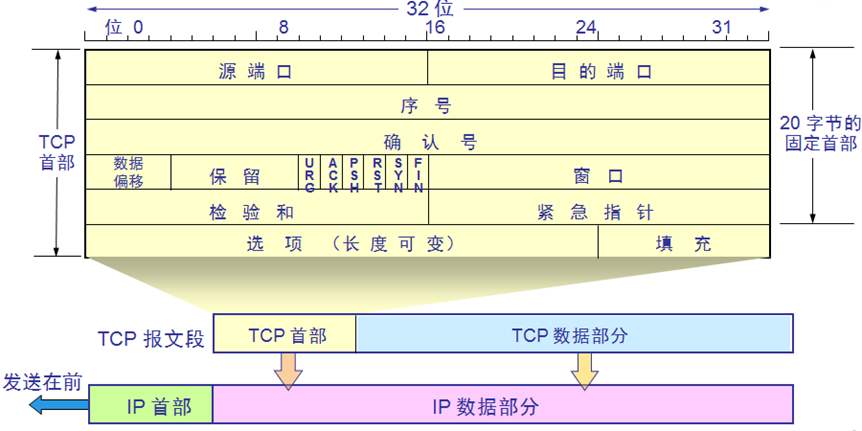 32 位
位 0 8 16 24 31
源 端 口 目 的 端 口
序 号
TCP
首部
20 字节的
固定首部
确 认 号
数据
偏移
保 留
URG
ACK
PSH
RST
SYN
FIN
窗 口
检 验 和 紧 急 指 针
选 项 （长 度 可 变） 填 充
TCP 报文段 TCP 首部 TCP 数据部分
发送在前
IP 首部 IP 数据部分